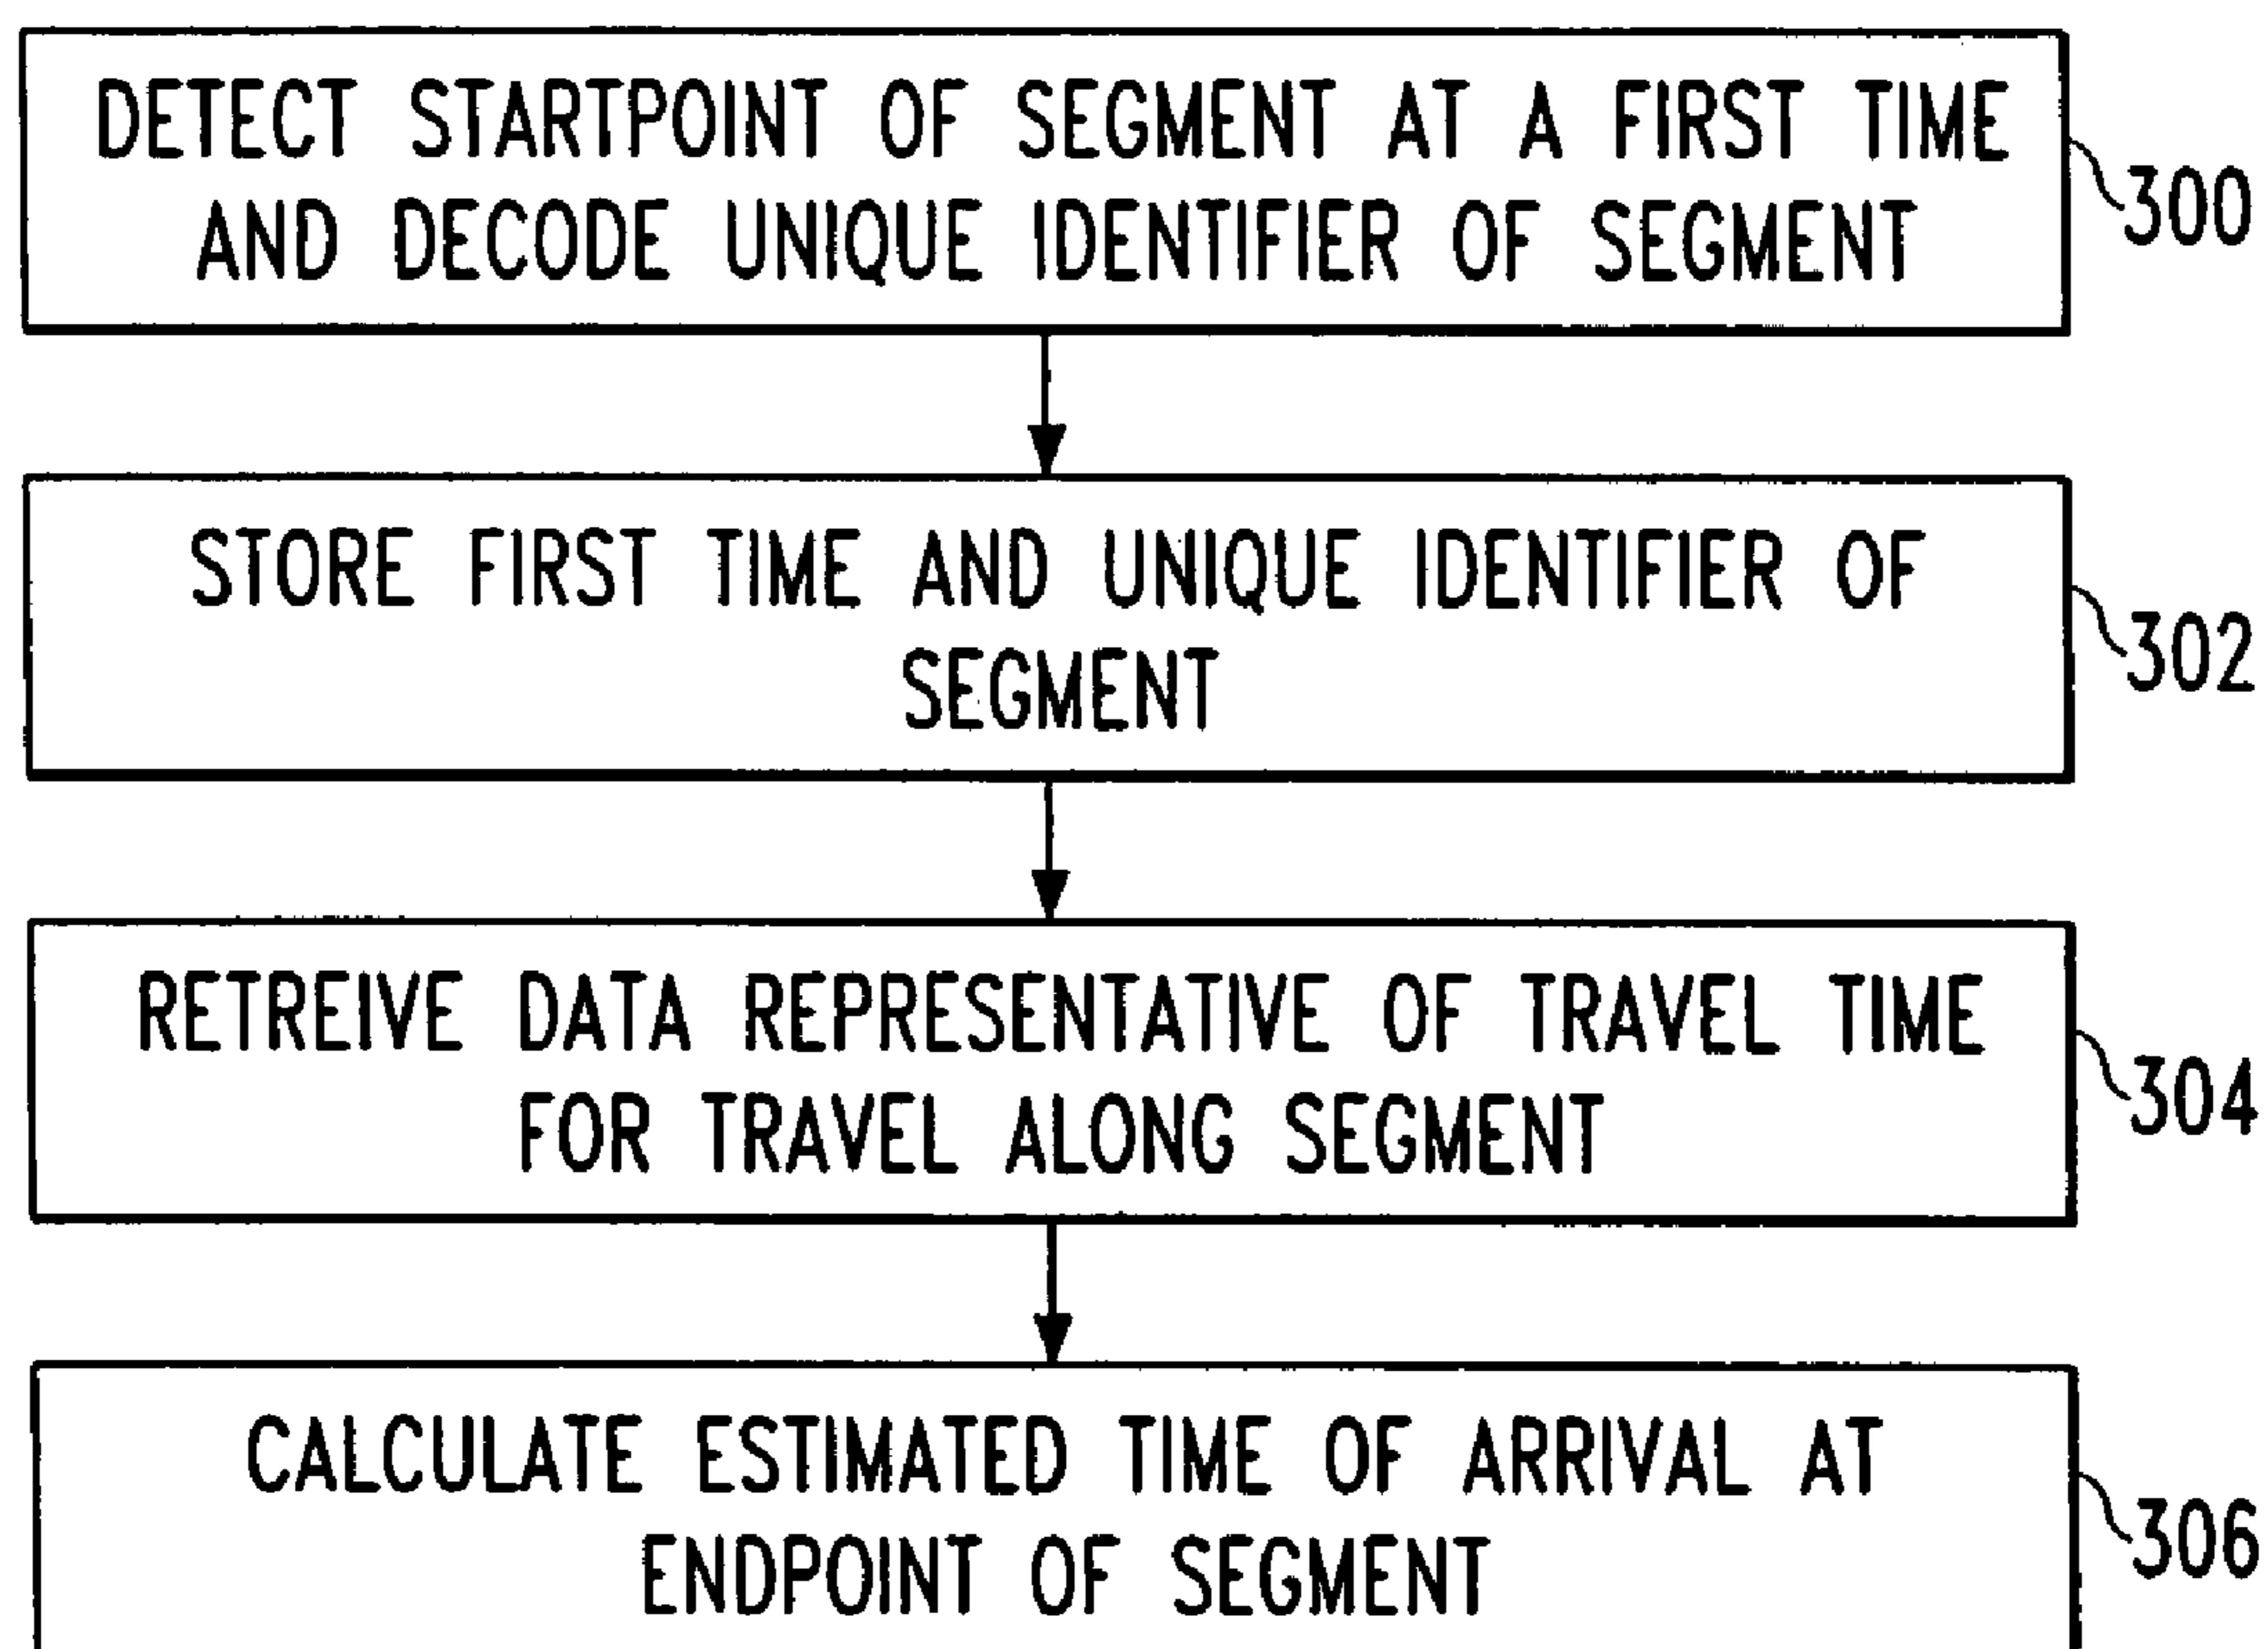 DETECT STARTPOINT OF SEGMENT AT A FIRST TIME
AND DECODE UNIQUE IDENTIFIER OF SEGMENT
300
STORE FIRST TIME AND UNIQUE IDENTIFIER OF
SEGMENT
302
RETREIVE DATA REPRESENTATIVE OF TRAVEL TIME
FOR TRAVEL ALONG SEGMENT
304
CALCULATE ESTIMATED TIME OF ARRIVAL AT
ENDPOINT OF SEGMENT
306